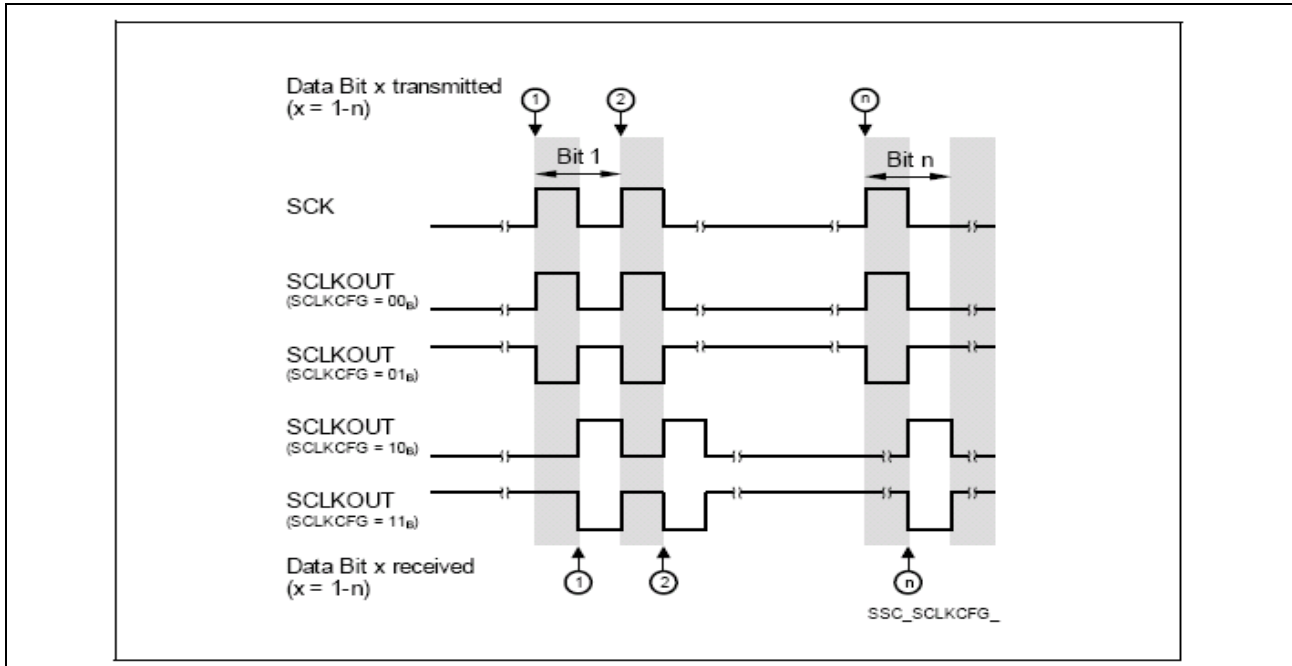 Data Bit x transmitted
(x = 1-n)
1 2 n
Bit 1 Bit n
SCK
SCLKOUT
(SCLKCFG = 00B)
SCLKOUT
(SCLKCFG = 01B)
SCLKOUT
(SCLKCFG = 10B)
SCLKOUT
(SCLKCFG = 11B)
Data Bit x received
(x = 1-n)
1 2 n
SSC_SCLKCFG_